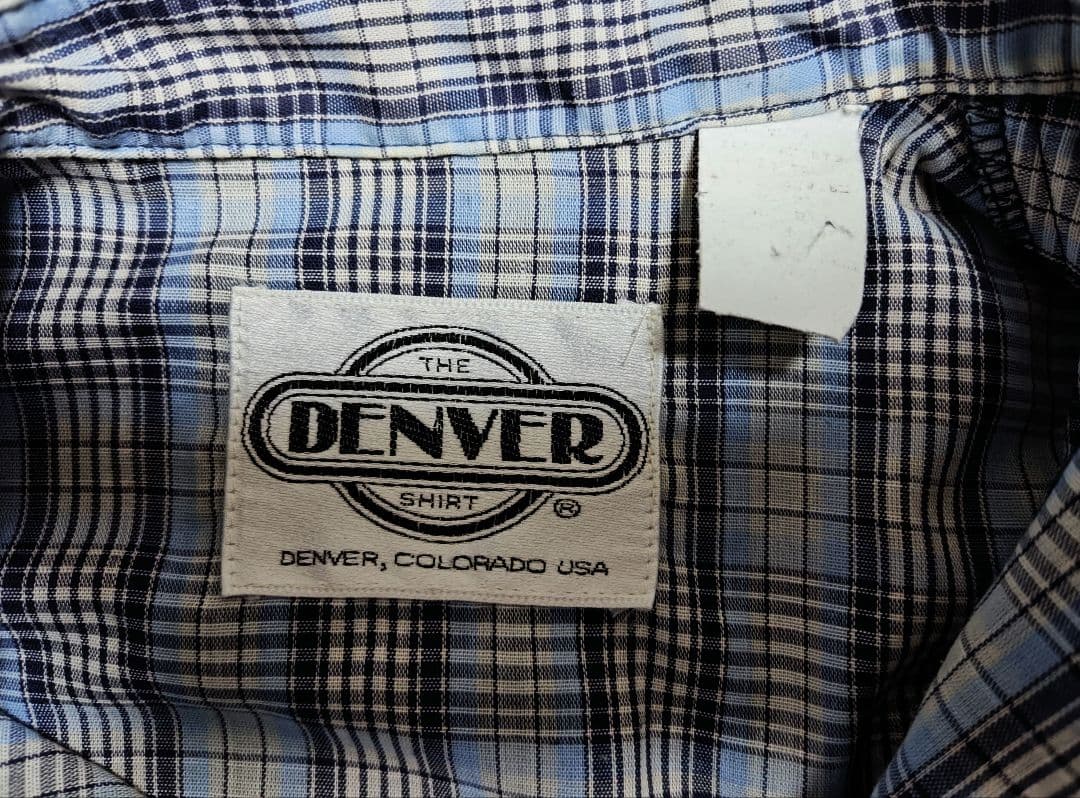 THE
DENVER
SHIRT
®
DENVER, COLORADO USA